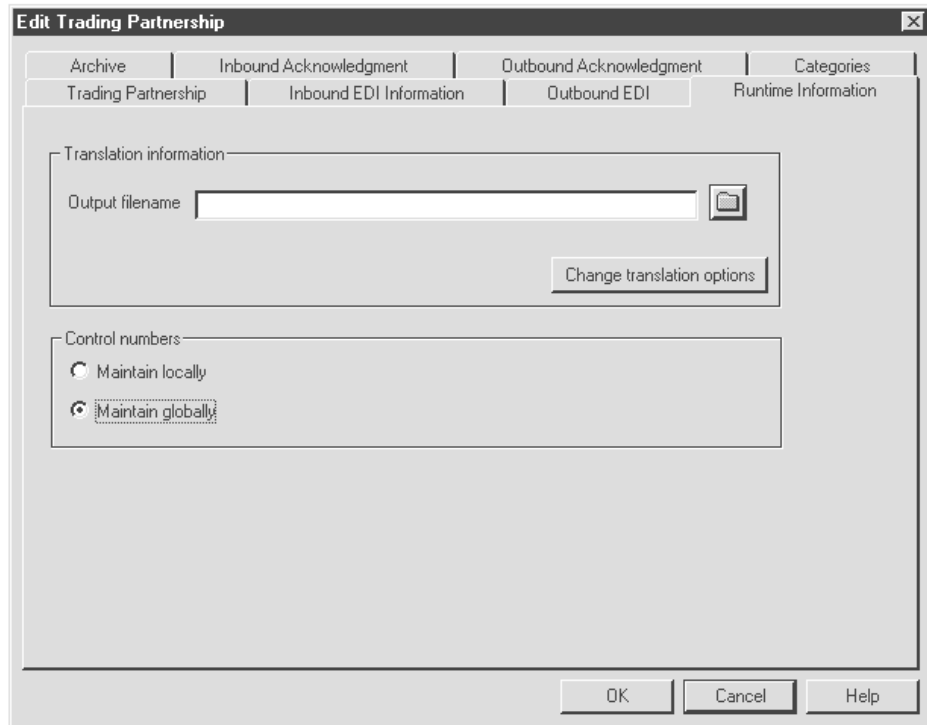 Edit Trading Partnership
Archive Inbound Acknowledgment Outbound Acknowledgment Categories
Trading Partnership Inbound EDI Information Outbound EDI Runtime Information
Translation information
Output filename
Change translation options
Control numbers
Maintain locally
Maintain globally
OK Cancel Help